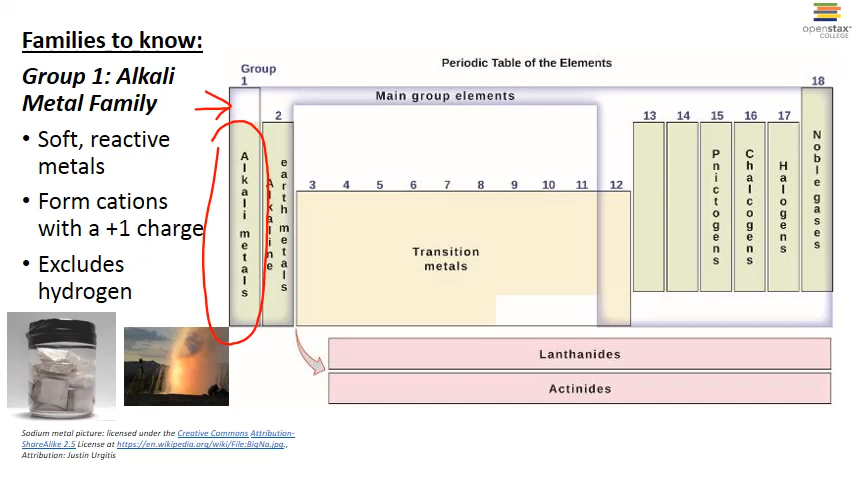 openstax™
COLLEGE
Families to know:
Group 1: Alkali
Metal Family
• Soft, reactive
metals
• Form cations
with a +1 charge
• Excludes
hydrogen
Periodic Table of the Elements
Group
1
18
Main group elements
2
13 14 15 16 17
3 4 5 6 7 8 9 10 11 12
Alkali metals
Alkaline
earth metals
Transition
metals
Pnictogens
Chalcogens
Halogens
Noble gases
Lanthanides
Actinides
Sodium metal picture: licensed under the Creative Commons Attribution-
ShareAlike 2.5 License at https://en.wikipedia.org/wiki/File:BigNa.jpg.,
Attribution: Justin Urgitis